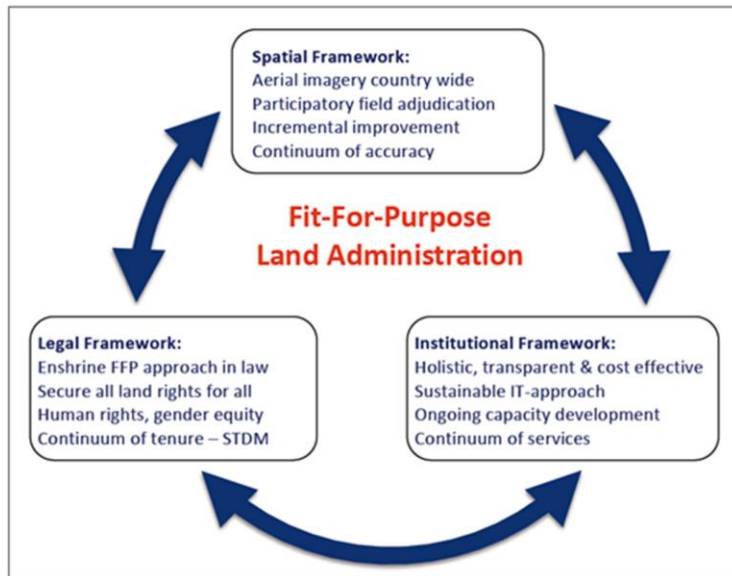 Spatial Framework:
Aerial imagery country wide
Participatory field adjudication
Incremental improvement
Continuum of accuracy
Fit-For-Purpose
Land Administration
Legal Framework:
Enshrine FFP approach in law
Secure all land rights for all
Human rights, gender equity
Continuum of tenure – STDM
Institutional Framework:
Holistic, transparent & cost effective
Sustainable IT-approach
Ongoing capacity development
Continuum of services